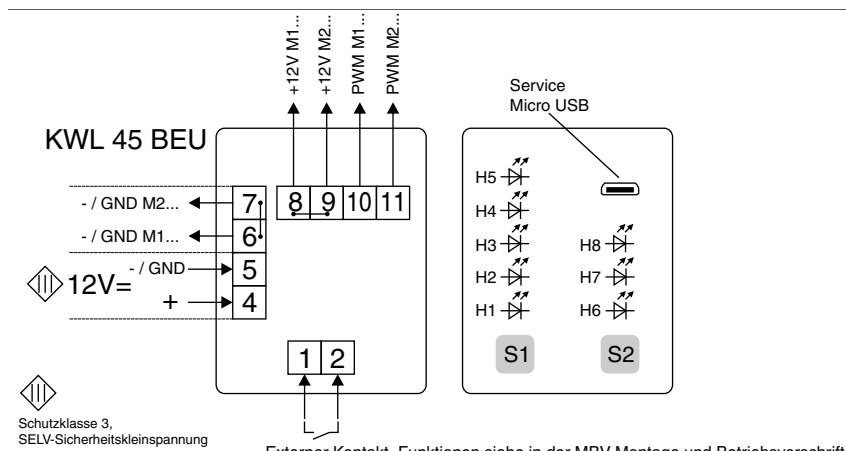 +12V M1...
+12V M2...
PWM M1...
PWM M2...
Service
Micro USB
KWL 45 BEU
- / GND M2...
7
8 9 10 11
- / GND M1...
6
- / GND
5
12V=
+
4
H5
H4
H3
H8
H2
H7
H1
H6
1 2
S1
S2
Schutzklasse 3,
SELV-Sicherheitskleinspannung
Externer Kontakt, Funktionen siehe in der MBV Montage und Betriebsvorschrift